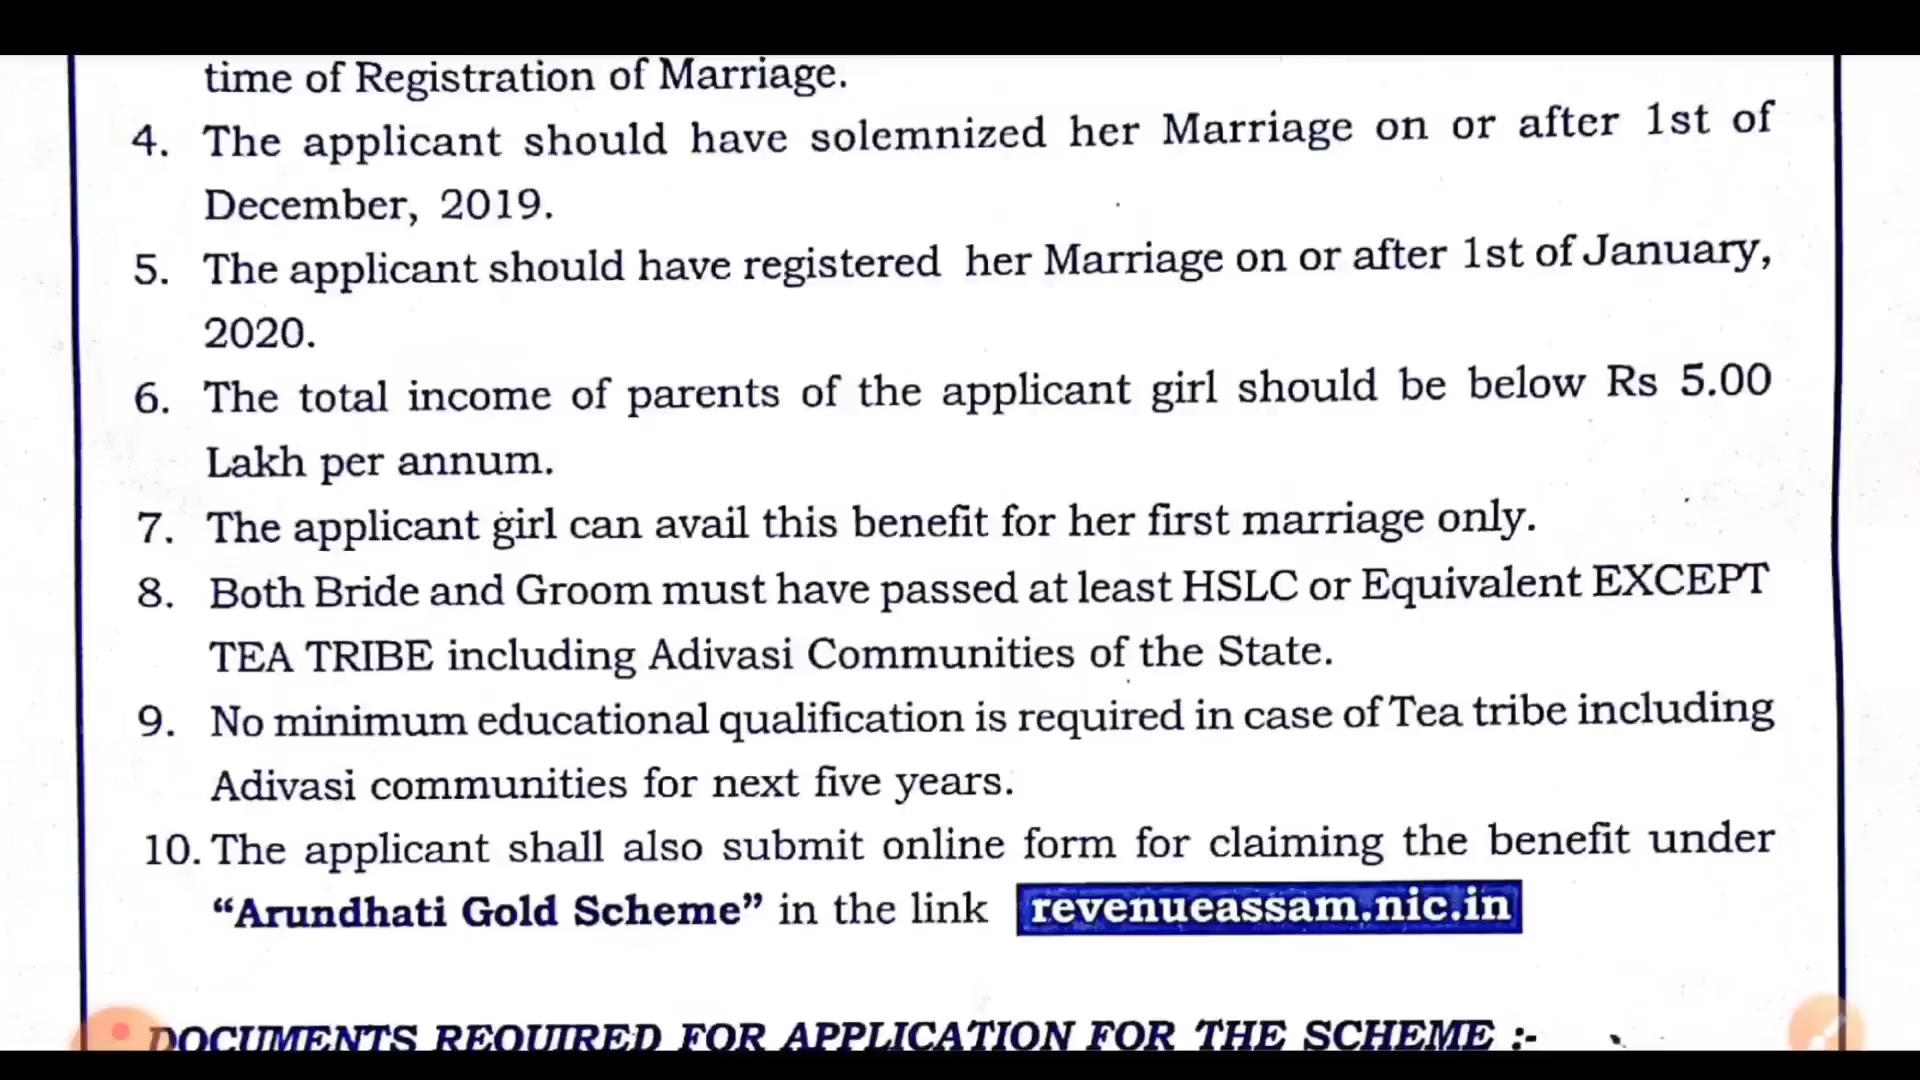 time of Registration of Marriage.
4. The applicant should have solemnized her Marriage on or after 1st of
December, 2019.
5. The applicant should have registered her Marriage on or after 1st of January,
2020.
6. The total income of parents of the applicant girl should be below Rs 5.00
Lakh per annum.
7. The applicant girl can avail this benefit for her first marriage only.
8. Both Bride and Groom must have passed at least HSLC or Equivalent EXCEPT
TEA TRIBE including Adivasi Communities of the State.
9. No minimum educational qualification is required in case of Tea tribe including
Adivasi communities for next five years.
10. The applicant shall also submit online form for claiming the benefit under
“Arundhati Gold Scheme” in the link revenueassam.nic.in
DOCUMENTS REQUIRED FOR APPLICATION FOR THE SCHEME :-